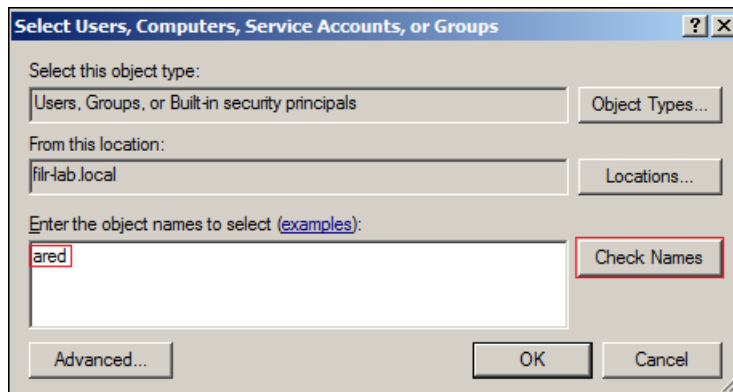 Select Users, Computers, Service Accounts, or Groups
Select this object type:
Users, Groups, or Built-in security principals
Object Types...
From this location:
filr-lab.local
Locations...
Enter the object names to select (examples):
ared
Check Names
Advanced...
OK
Cancel